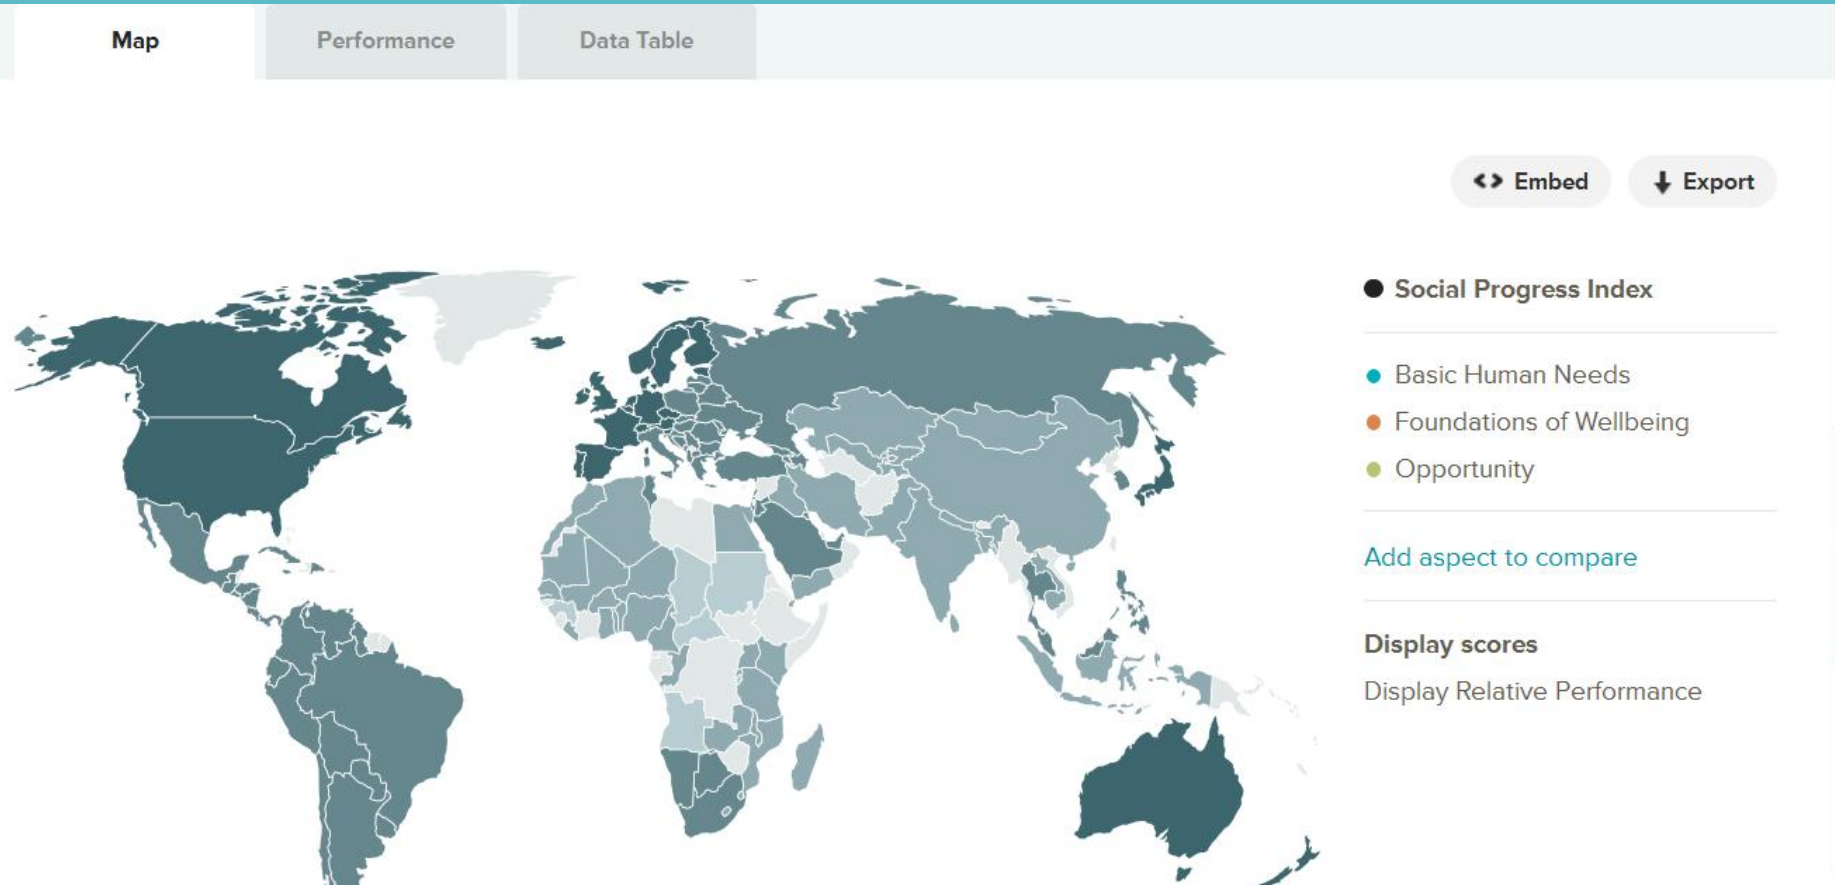 Map
Performance
Data Table
Embed
Export
Social Progress Index
Basic Human Needs
Foundations of Wellbeing
Opportunity
Add aspect to compare
Display scores
Display Relative Performance